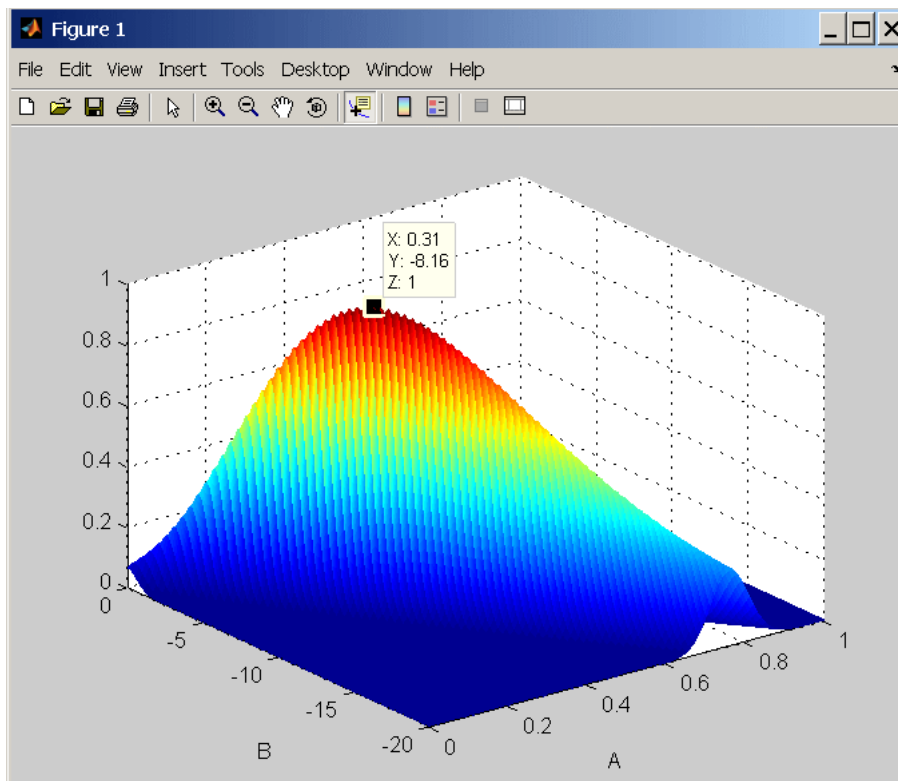 Figure 1
File Edit View Insert Tools Desktop Window Help
X: 0.31
Y: -8.16
Z: 1
1
0.8
0.6
0.4
0.2
0
0
-5
-10
-15
-20
B
0
0.2
0.4
0.6
0.8
1
A